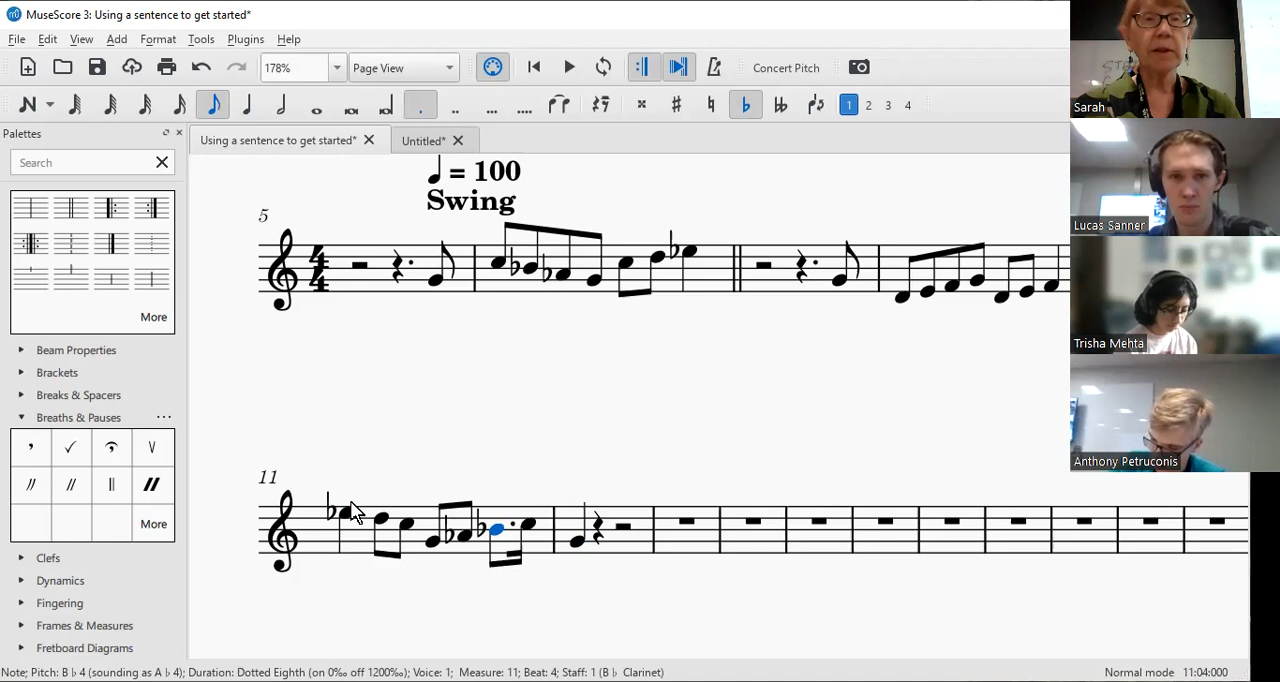 MuseScore 3: Using a sentence to get started*
File Edit View Add Format Tools Plugins Help
178% Page View Concert Pitch
1 2 3 4
Palettes
Using a sentence to get started* Untitled*
Search
= 100
Swing
5
More
Beam Properties
Brackets
Breaks & Spacers
Breaths & Pauses
11
More
Clefs
Dynamics
Fingering
Frames & Measures
Fretboard Diagrams
Note; Pitch: B♭4 (sounding as A♭4); Duration: Dotted Eighth (on 0‰ off 1200‰); Voice: 1; Measure: 11; Beat: 4; Staff: 1 (B♭ Clarinet)
Normal mode 11:04:000
Sarah
Lucas Sanner
Trisha Mehta
Anthony Petruconis